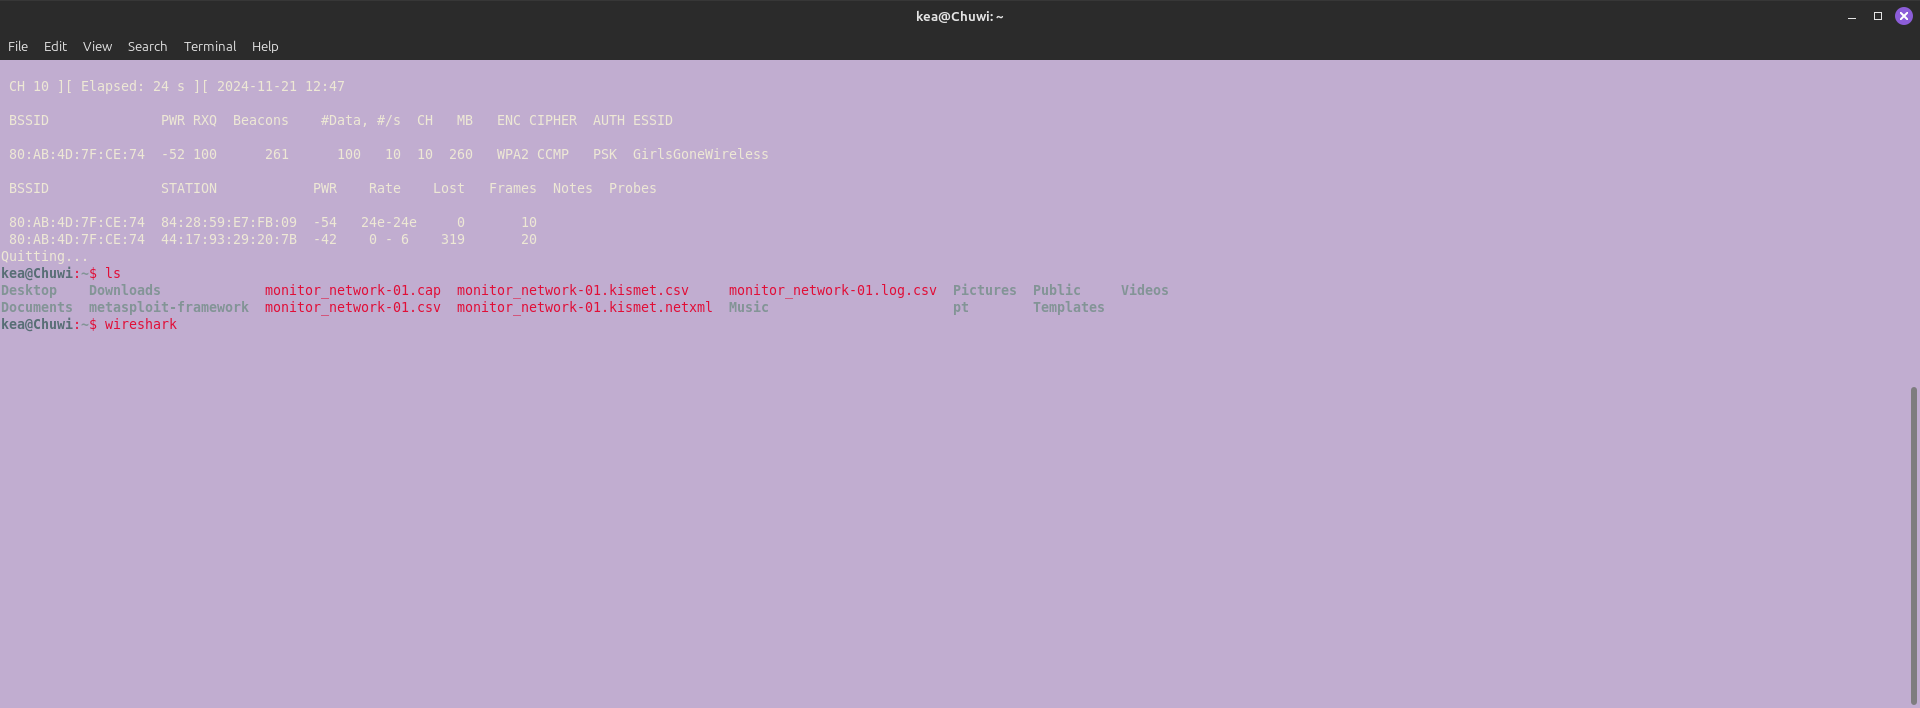 kea@Chuwi: ~
File Edit View Search Terminal Help
CH 10 ][ Elapsed: 24 s ][ 2024-11-21 12:47
BSSID              PWR RXQ  Beacons    #Data, #/s  CH   MB   ENC CIPHER  AUTH ESSID
80:AB:4D:7F:CE:74  -52 100      261      100   10  10  260   WPA2 CCMP   PSK  GirlsGoneWireless
BSSID              STATION            PWR    Rate    Lost   Frames  Notes  Probes
80:AB:4D:7F:CE:74  84:28:59:E7:FB:09  -54   24e-24e     0       10
80:AB:4D:7F:CE:74  44:17:93:29:20:7B  -42    0 - 6    319       20
Quitting...
kea@Chuwi:~$ ls
Desktop    Downloads             monitor_network-01.cap  monitor_network-01.kismet.csv     monitor_network-01.log.csv  Pictures  Public     Videos
Documents  metasploit-framework  monitor_network-01.csv  monitor_network-01.kismet.netxml  Music                       pt        Templates
kea@Chuwi:~$ wireshark